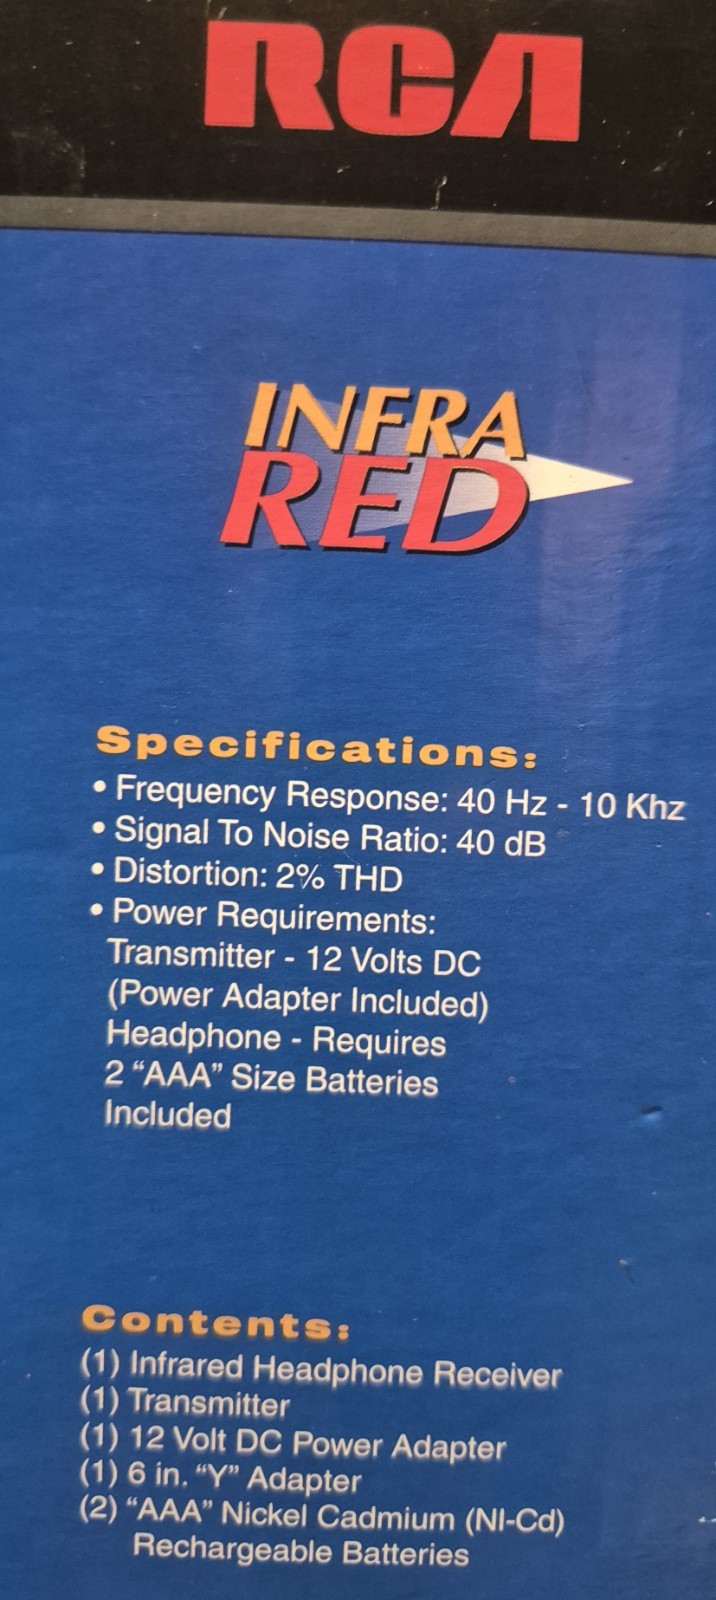 RCA
INFRA
RED
Specifications:
• Frequency Response: 40 Hz - 10 Khz
• Signal To Noise Ratio: 40 dB
• Distortion: 2% THD
• Power Requirements:
Transmitter - 12 Volts DC
(Power Adapter Included)
Headphone - Requires
2 “AAA” Size Batteries
Included
Contents:
(1) Infrared Headphone Receiver
(1) Transmitter
(1) 12 Volt DC Power Adapter
(1) 6 in. “Y” Adapter
(2) “AAA” Nickel Cadmium (NI-Cd)
Rechargeable Batteries